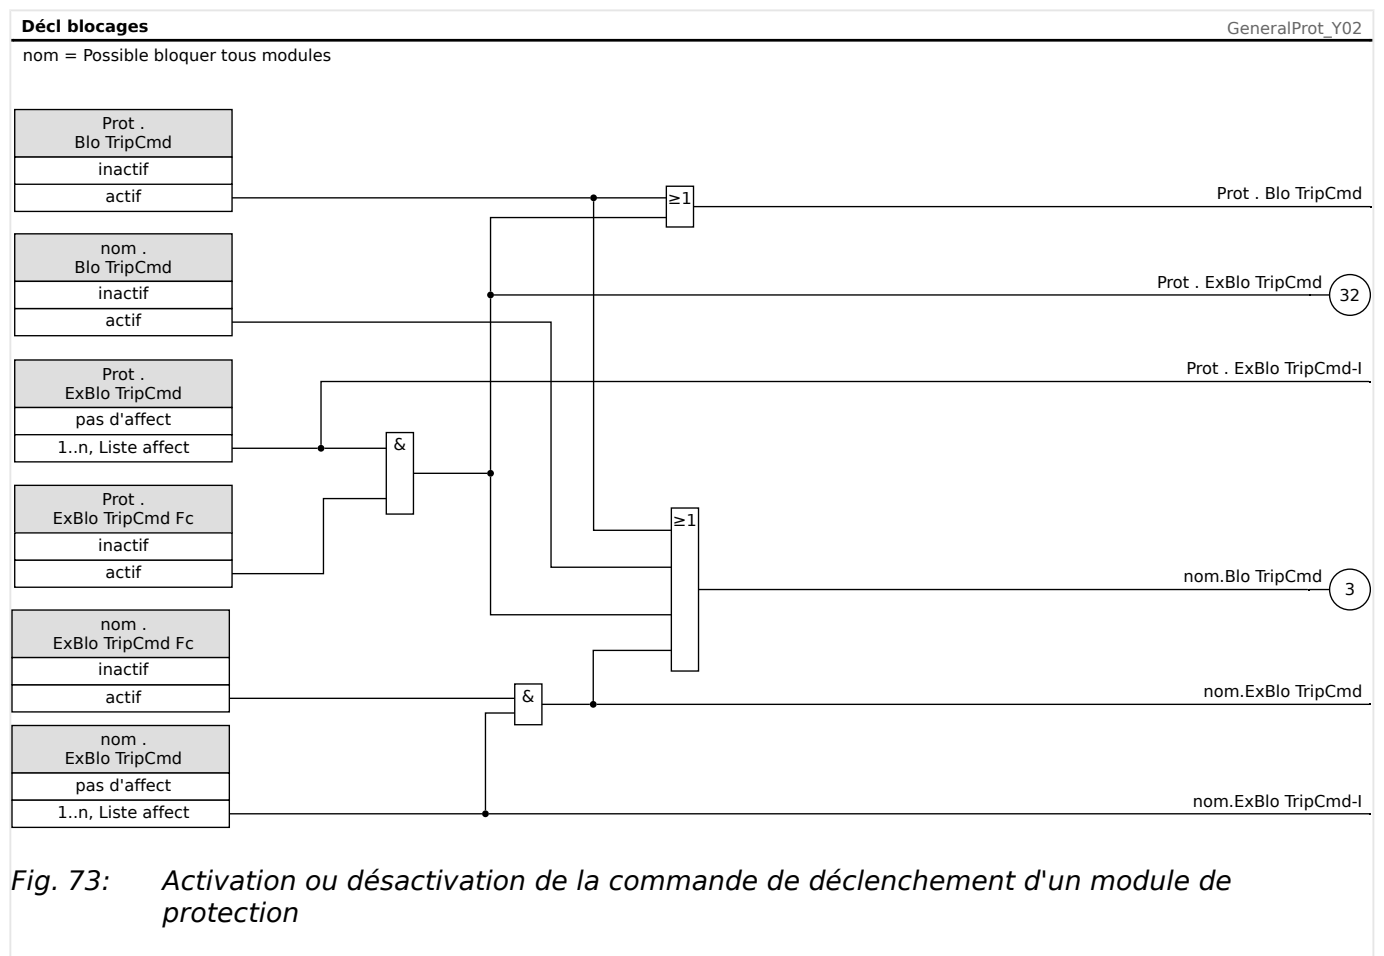 Décl blocages
GeneralProt_Y02
nom = Possible bloquer tous modules
Prot .
Blo TripCmd
inactif
actif
≥1
Prot . Blo TripCmd
nom .
Blo TripCmd
inactif
actif
Prot . ExBlo TripCmd
32
Prot . ExBlo TripCmd-I
Prot .
ExBlo TripCmd
pas d'affect
1..n, Liste affect
&
Prot .
ExBlo TripCmd Fc
inactif
actif
≥1
nom.Blo TripCmd
3
nom .
ExBlo TripCmd Fc
inactif
actif
&
nom.ExBlo TripCmd
nom .
ExBlo TripCmd
pas d'affect
1..n, Liste affect
nom.ExBlo TripCmd-I
Fig. 73: Activation ou désactivation de la commande de déclenchement d'un module de
protection